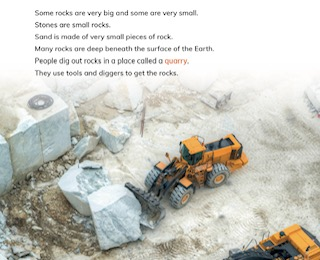 Some rocks are very big and some are very small.
Stones are small rocks.
Sand is made of very small pieces of rock.
Many rocks are deep beneath the surface of the Earth.
People dig out rocks in a place called a quarry.
They use tools and diggers to get the rocks.